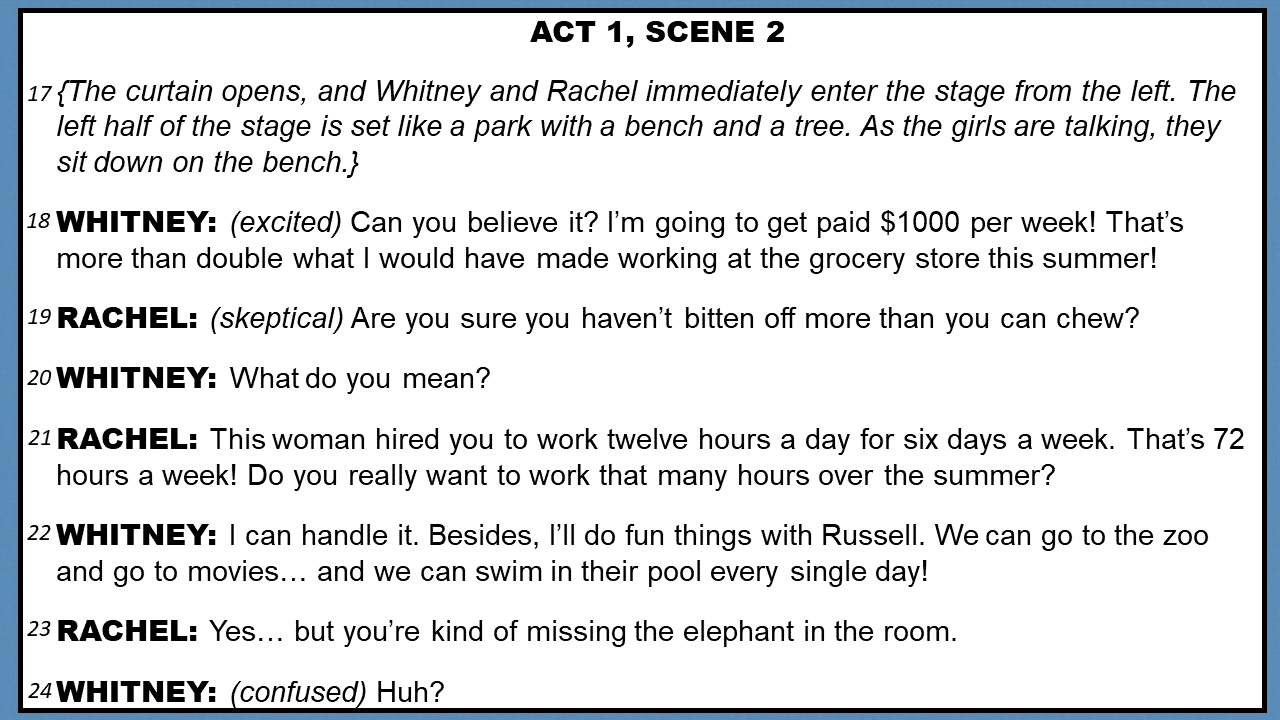 ACT 1, SCENE 2
17 {The curtain opens, and Whitney and Rachel immediately enter the stage from the left. The
left half of the stage is set like a park with a bench and a tree. As the girls are talking, they
sit down on the bench.}
18 WHITNEY: (excited) Can you believe it? I’m going to get paid $1000 per week! That’s
more than double what I would have made working at the grocery store this summer!
19 RACHEL: (skeptical) Are you sure you haven’t bitten off more than you can chew?
20 WHITNEY: What do you mean?
21 RACHEL: This woman hired you to work twelve hours a day for six days a week. That’s 72
hours a week! Do you really want to work that many hours over the summer?
22 WHITNEY: I can handle it. Besides, I’ll do fun things with Russell. We can go to the zoo
and go to movies… and we can swim in their pool every single day!
23 RACHEL: Yes… but you’re kind of missing the elephant in the room.
24 WHITNEY: (confused) Huh?